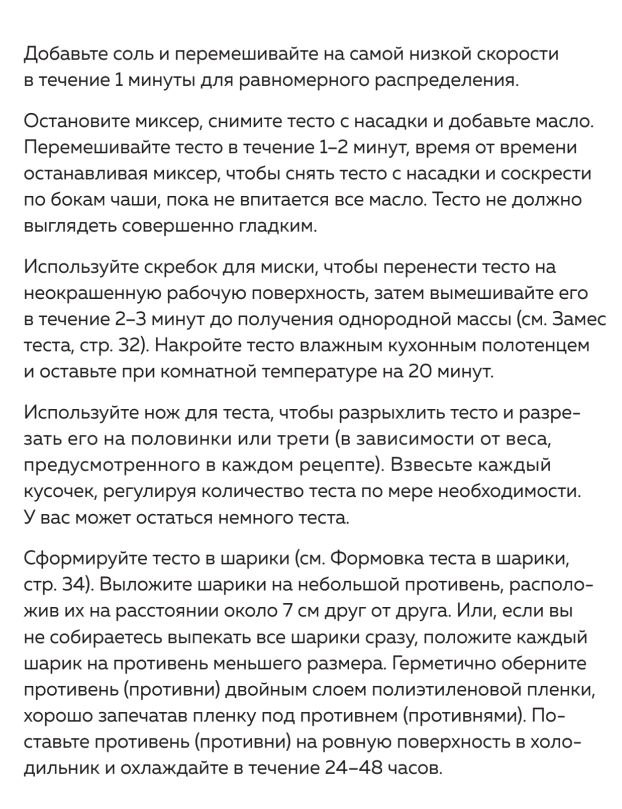 Добавьте соль и перемешивайте на самой низкой скорости
в течение 1 минуты для равномерного распределения.
Остановите миксер, снимите тесто с насадки и добавьте масло.
Перемешивайте тесто в течение 1–2 минут, время от времени
останавливая миксер, чтобы снять тесто с насадки и соскрести
по бокам чаши, пока не впитается все масло. Тесто не должно
выглядеть совершенно гладким.
Используйте скребок для миски, чтобы перенести тесто на
неокрашенную рабочую поверхность, затем вымешивайте его
в течение 2–3 минут до получения однородной массы (см. Замес
теста, стр. 32). Накройте тесто влажным кухонным полотенцем
и оставьте при комнатной температуре на 20 минут.
Используйте нож для теста, чтобы разрыхлить тесто и разре-
зать его на половинки или трети (в зависимости от веса,
предусмотренного в каждом рецепте). Взвесьте каждый
кусочек, регулируя количество теста по мере необходимости.
У вас может остаться немного теста.
Сформируйте тесто в шарики (см. Формовка теста в шарики,
стр. 34). Выложите шарики на небольшой противень, располо-
жив их на расстоянии около 7 см друг от друга. Или, если вы
не собираетесь выпекать все шарики сразу, положите каждый
шарик на противень меньшего размера. Герметично оберните
противень (противни) двойным слоем полиэтиленовой пленки,
хорошо запечатав пленку под противнем (противнями). По-
ставьте противень (противни) на ровную поверхность в холо-
дильник и охлаждайте в течение 24–48 часов.